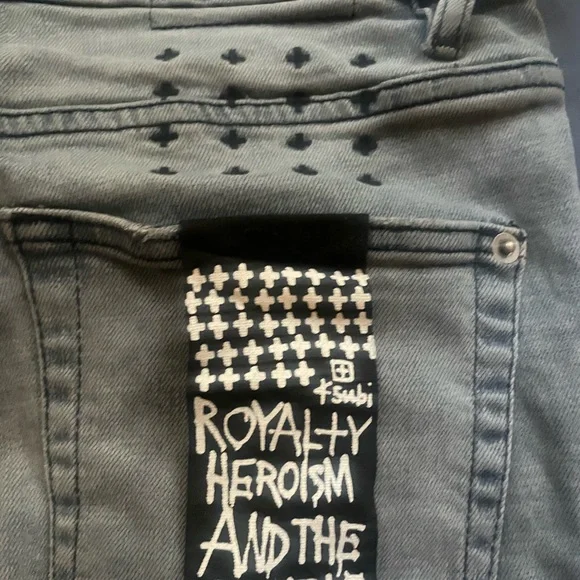 Ksubi
ROYALTY
HEROISM
AND THE